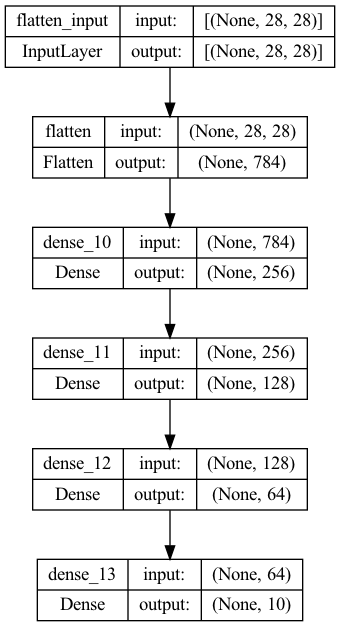 flatten_input input: [(None, 28, 28)]
InputLayer output: [(None, 28, 28)]
flatten input: (None, 28, 28)
Flatten output: (None, 784)
dense_10 input: (None, 784)
Dense output: (None, 256)
dense_11 input: (None, 256)
Dense output: (None, 128)
dense_12 input: (None, 128)
Dense output: (None, 64)
dense_13 input: (None, 64)
Dense output: (None, 10)